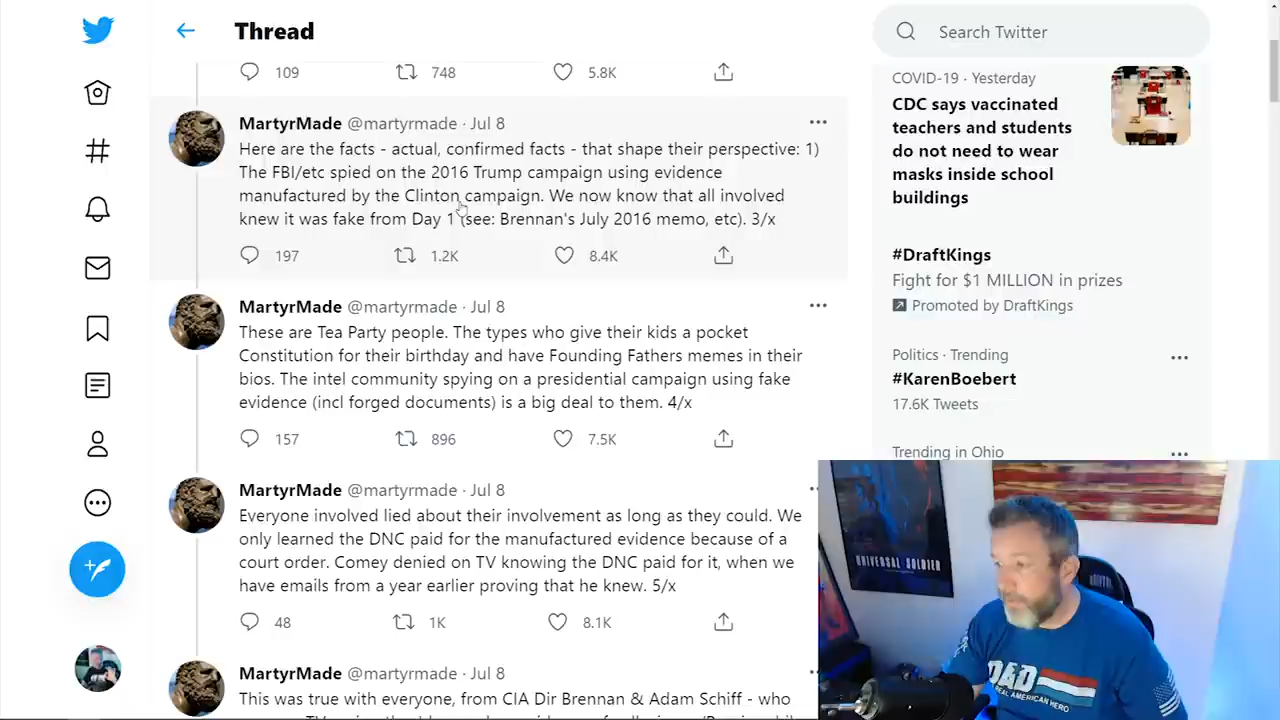 Thread
Search Twitter
109 748 5.8K
MartyrMade @martyrmade · Jul 8
Here are the facts - actual, confirmed facts - that shape their perspective: 1)
The FBI/etc spied on the 2016 Trump campaign using evidence
manufactured by the Clinton campaign. We now know that all involved
knew it was fake from Day 1 (see: Brennan's July 2016 memo, etc). 3/x
197 1.2K 8.4K
MartyrMade @martyrmade · Jul 8
These are Tea Party people. The types who give their kids a pocket
Constitution for their birthday and have Founding Fathers memes in their
bios. The intel community spying on a presidential campaign using fake
evidence (incl forged documents) is a big deal to them. 4/x
157 896 7.5K
MartyrMade @martyrmade · Jul 8
Everyone involved lied about their involvement as long as they could. We
only learned the DNC paid for the manufactured evidence because of a
court order. Comey denied on TV knowing the DNC paid for it, when we
have emails from a year earlier proving that he knew. 5/x
48 1K 8.1K
MartyrMade @martyrmade · Jul 8
This was true with everyone, from CIA Dir Brennan & Adam Schiff - who
COVID-19 · Yesterday
CDC says vaccinated
teachers and students
do not need to wear
masks inside school
buildings
#DraftKings
Fight for $1 MILLION in prizes
Promoted by DraftKings
Politics · Trending
#KarenBoebert
17.6K Tweets
Trending in Ohio
UNIVERSAL SOLDIER
DAD
REAL AMERICAN HERO